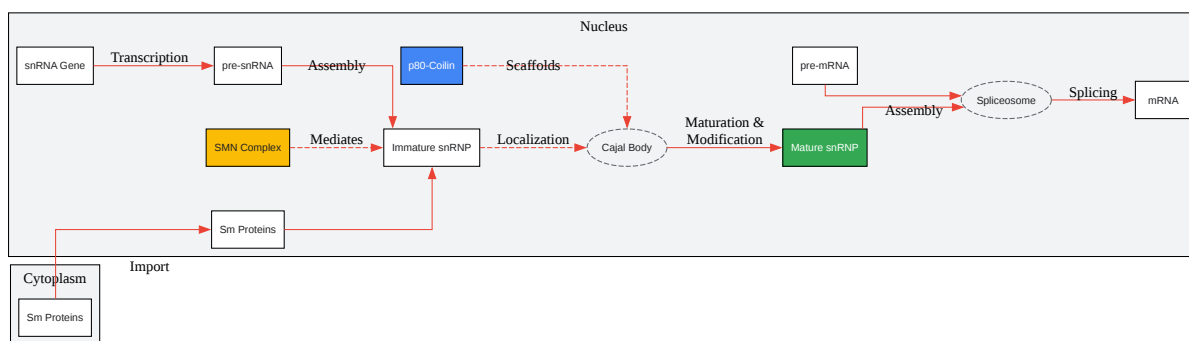 Nucleus
snRNA Gene
Transcription
pre-snRNA
Assembly
p80-Coilin
Scaffolds
pre-mRNA
Spliceosome
Splicing
mRNA
Assembly
SMN Complex
Mediates
Immature snRNP
Localization
Cajal Body
Maturation &
Modification
Mature snRNP
Sm Proteins
Import
Cytoplasm
Sm Proteins